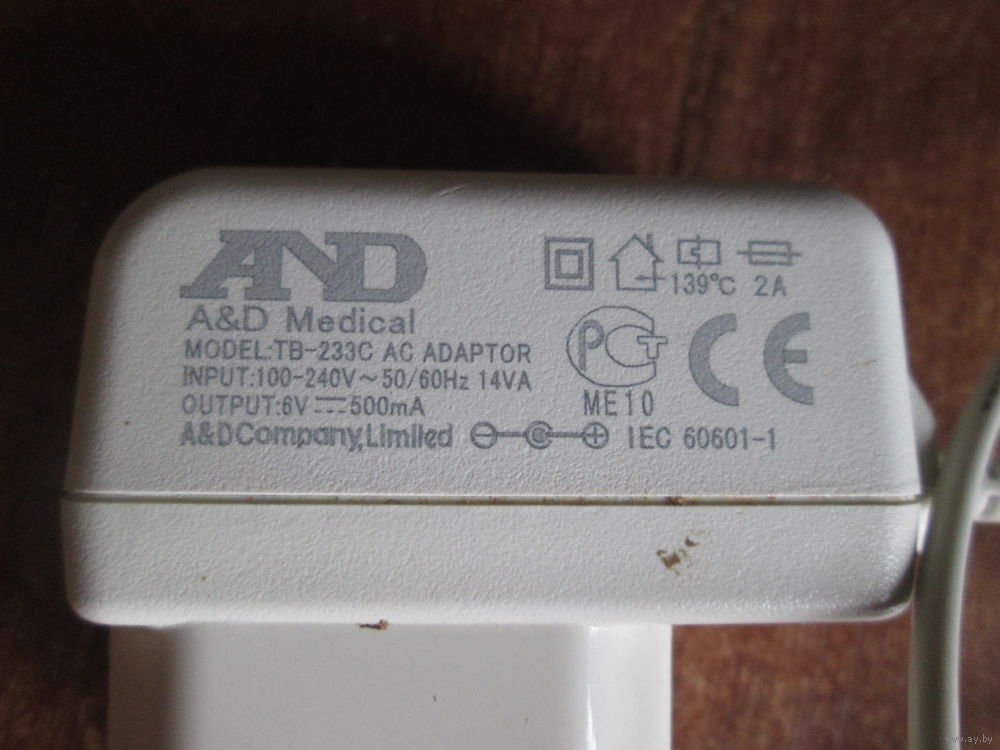 AND
A&D Medical
MODEL:TB-233C AC ADAPTOR
INPUT:100-240V~50/60Hz 14VA
OUTPUT:6V⎓500mA
A&DCompany,Limited
139℃ 2A
PCT CE
ME10
IEC 60601-1
www.ay.by